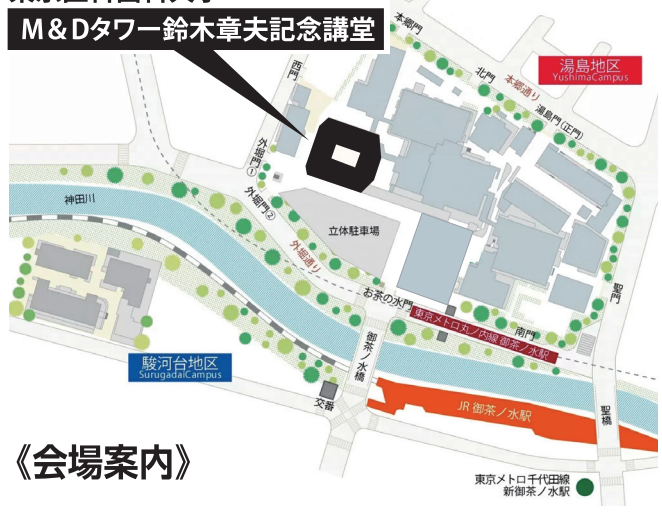 M&Dタワー鈴木章夫記念講堂
本郷門
本郷通り
北門
湯島門(正門)
湯島地区
YushimaCampus
西門
外堀門①
外堀門②
外堀通り
神田川
立体駐車場
お茶の水門
東京メトロ丸ノ内線 御茶ノ水駅
南門
聖門
御茶ノ水橋
駿河台地区
SurugadaiCampus
交番
JR 御茶ノ水駅
聖橋
《会場案内》
東京メトロ千代田線
新御茶ノ水駅